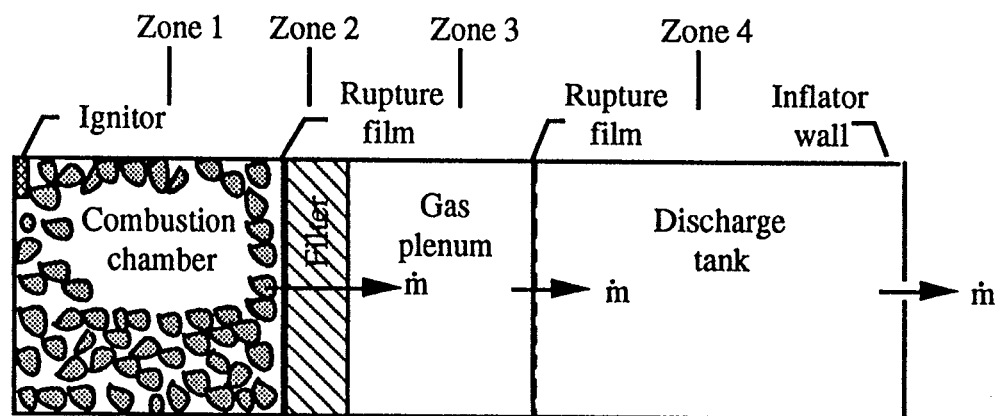 Zone 1
Zone 2
Zone 3
Zone 4
Ignitor
Rupture
film
Rupture
film
Inflator
wall
Combustion
chamber
Filter
Gas
plenum
Discharge
tank
ṁ
ṁ
ṁ